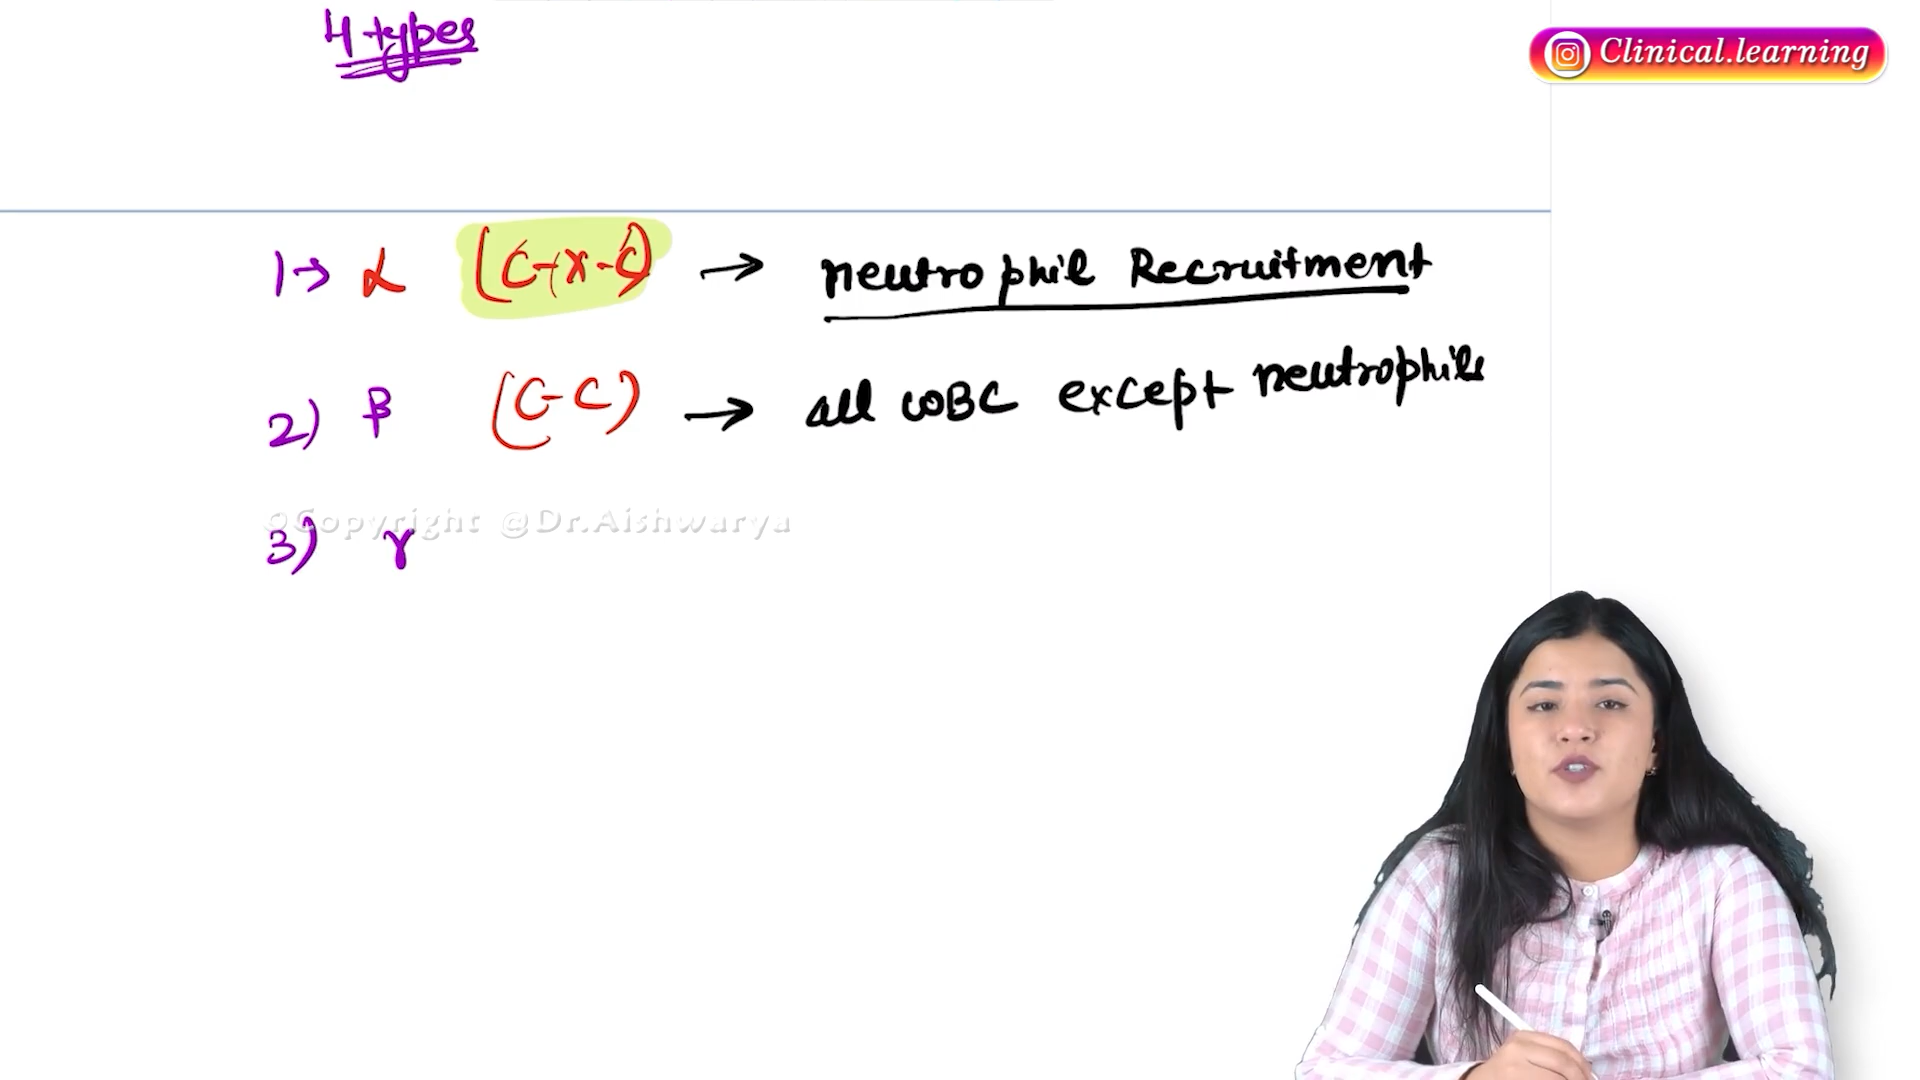 4 types
Clinical.learning
1→ α (C-X-C) → neutrophil Recruitment
2) β (C-C) → all WBC except neutrophils
©Copyright @Dr.Aishwarya
3) γ